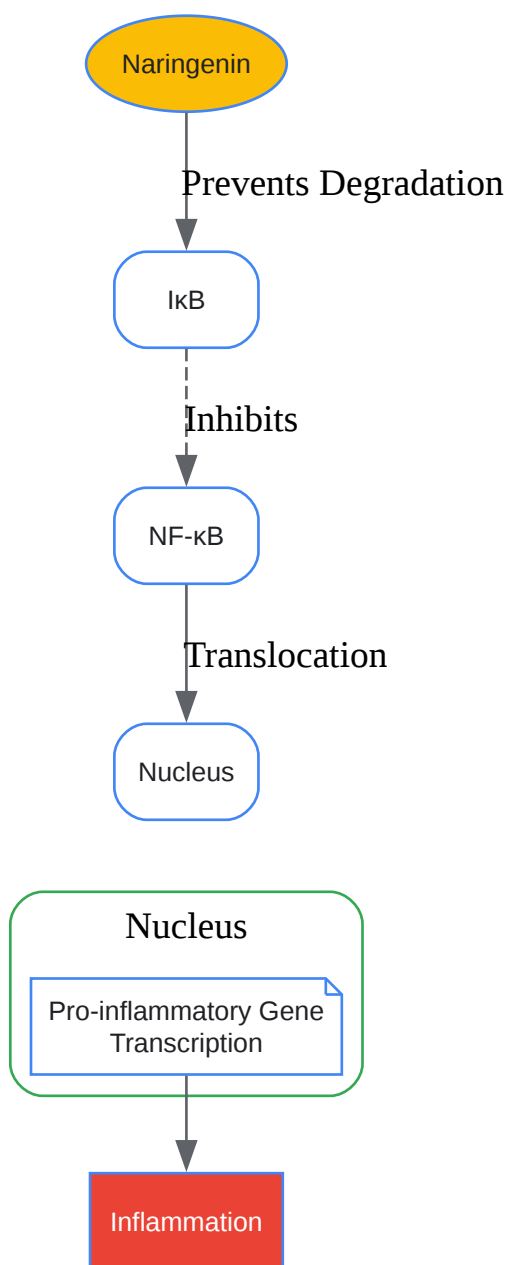 Naringenin
Prevents Degradation
IκB
Inhibits
NF-κB
Translocation
Nucleus
Nucleus
Pro-inflammatory Gene
Transcription
Inflammation